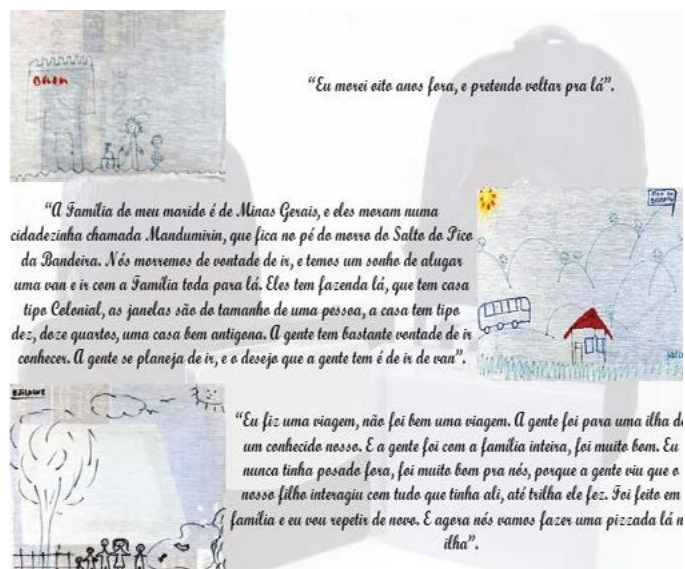 “Eu morei oito anos fora, e pretendo voltar pra lá”.
“A Família do meu marido é de Minas Gerais, e eles moram numa
cidadezinha chamada Mandumirin, que fica no pé do morro do Salto do Pico
da Bandeira. Nós morremos de vontade de ir, e temos um sonho de alugar
uma van e ir com a Família toda para lá. Eles tem fazenda lá, que tem casa
tipo Colonial, as janelas são do tamanho de uma pessoa, a casa tem tipo
dez, doze quartos, uma casa bem antigona. A gente tem bastante vontade de ir
conhecer. A gente se planeja de ir, e o desejo que a gente tem é de ir de van”.
EDILAINE
“Eu fiz uma viagem, não foi bem uma viagem. A gente foi para uma ilha de
um conhecido nosso. E a gente foi com a família inteira, foi muito bom. Eu
nunca tinha posado fora, foi muito bom pra nós, porque a gente viu que o
nosso filho interagiu com tudo que tinha ali, até trilha ele fez. Foi feito em
família e eu vou repetir de novo. E agora nós vamos fazer uma pizzada lá n
ilha”.